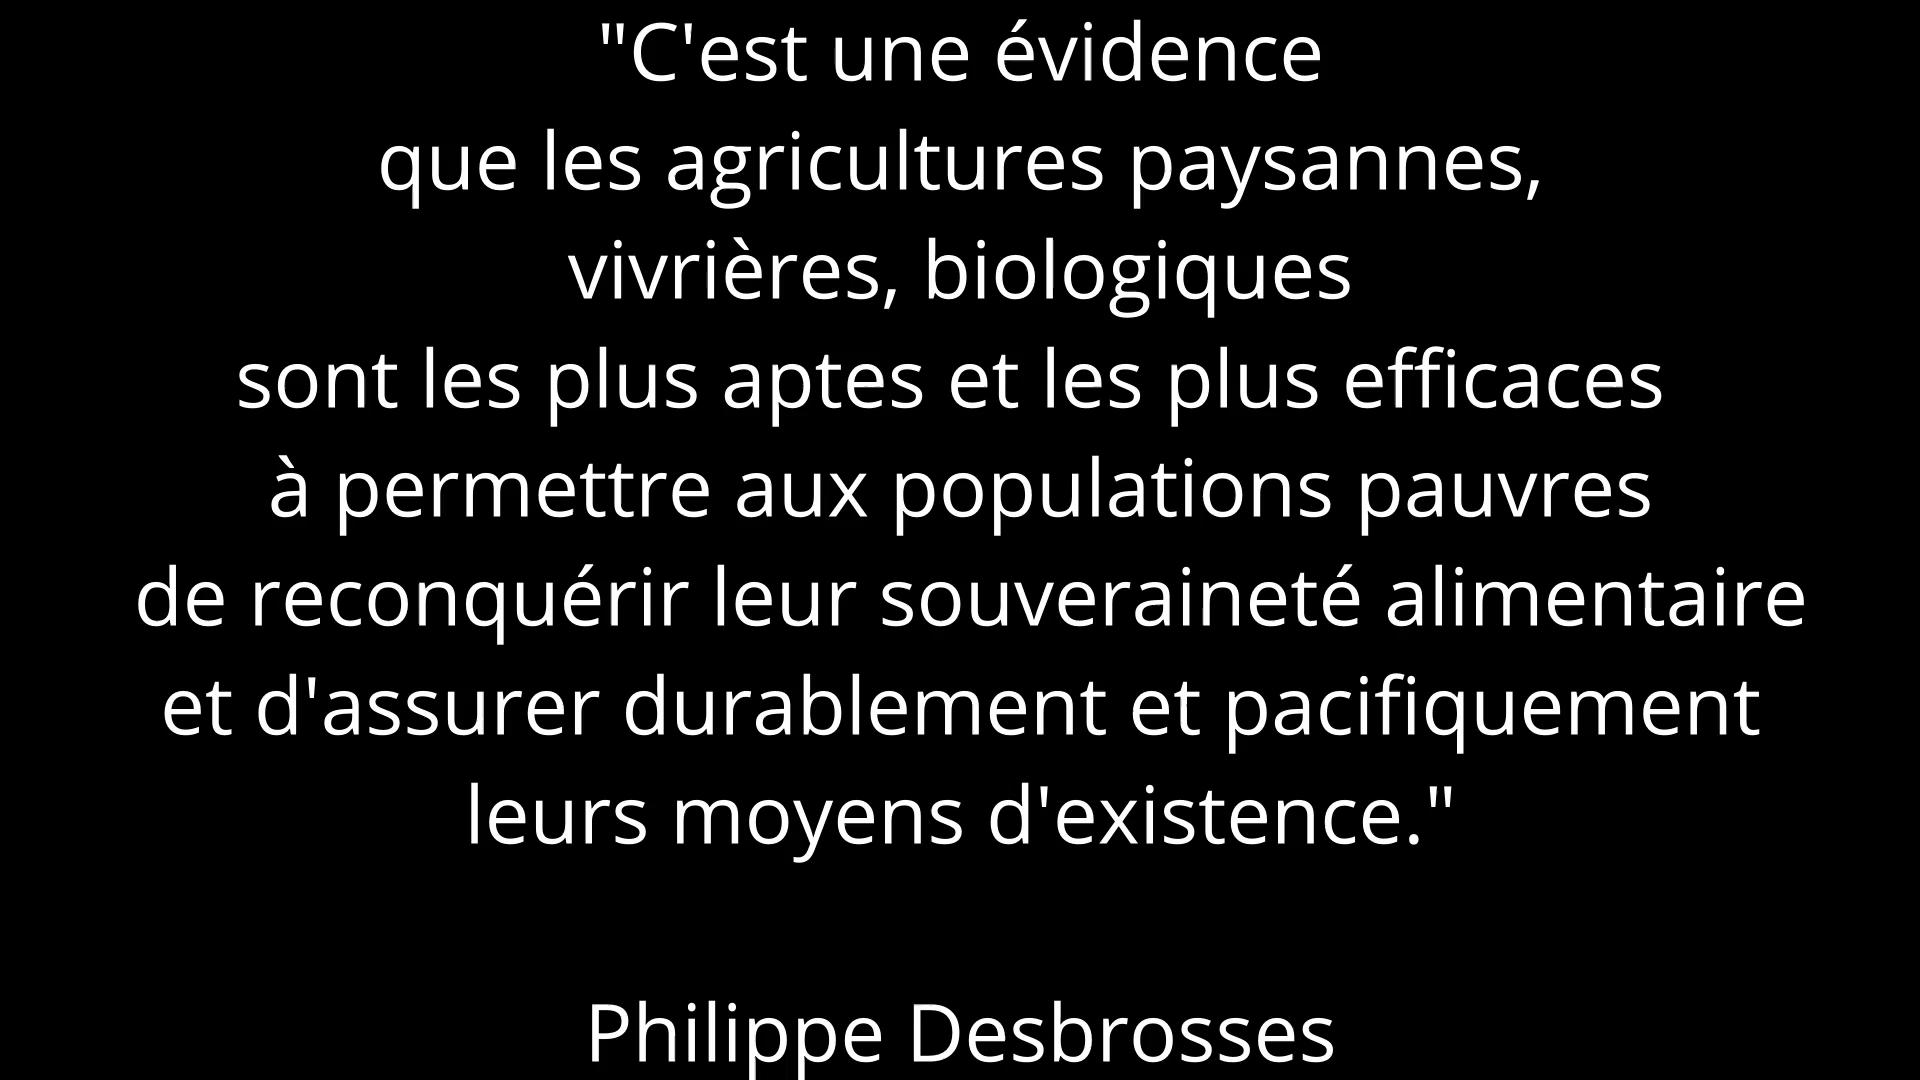 "C'est une évidence
que les agricultures paysannes,
vivrières, biologiques
sont les plus aptes et les plus efficaces
à permettre aux populations pauvres
de reconquérir leur souveraineté alimentaire
et d'assurer durablement et pacifiquement
leurs moyens d'existence."
Philippe Desbrosses